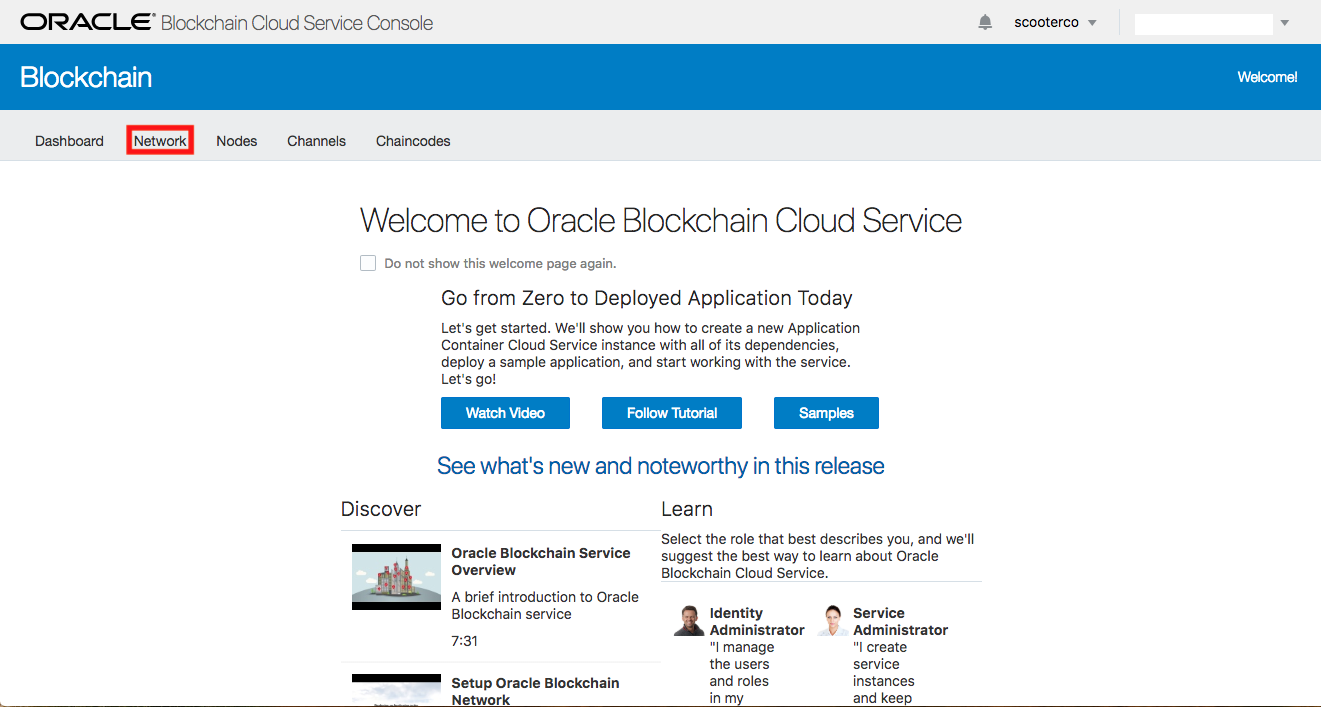 ORACLE® Blockchain Cloud Service Console
scooterco
Blockchain
Welcome!
Dashboard
Network
Nodes
Channels
Chaincodes
Welcome to Oracle Blockchain Cloud Service
Do not show this welcome page again.
Go from Zero to Deployed Application Today
Let's get started. We'll show you how to create a new Application
Container Cloud Service instance with all of its dependencies,
deploy a sample application, and start working with the service.
Let's go!
Watch Video
Follow Tutorial
Samples
See what's new and noteworthy in this release
Discover
Oracle Blockchain Service
Overview
A brief introduction to Oracle
Blockchain service
7:31
Setup Oracle Blockchain
Network
Learn
Select the role that best describes you, and we'll
suggest the best way to learn about Oracle
Blockchain Cloud Service.
Identity
Administrator
"I manage
the users
and roles
in my
Service
Administrator
"I create
service
instances
and keep